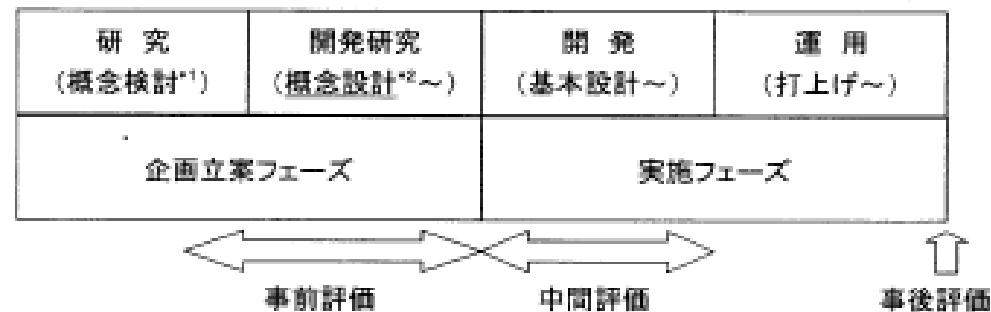 研究
(概念検討*1)
開発研究
(概念設計*2～)
開発
(基本設計～)
運用
(打上げ～)
企画立案フェーズ
実施フェーズ
事前評価
中間評価
事後評価